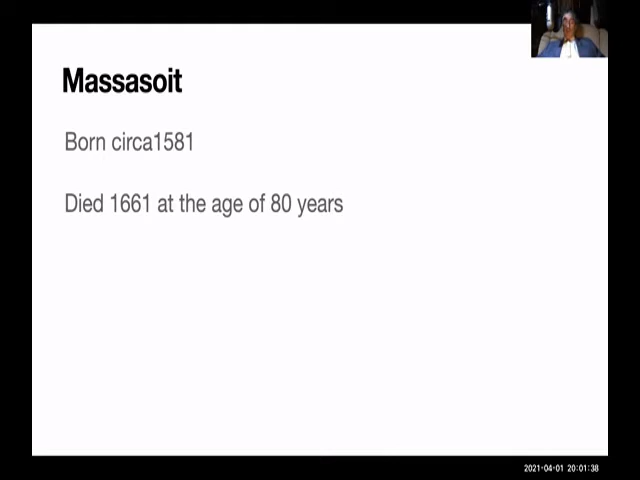 Massasoit
Born circa1581
Died 1661 at the age of 80 years
2021-04-01 20:01:38